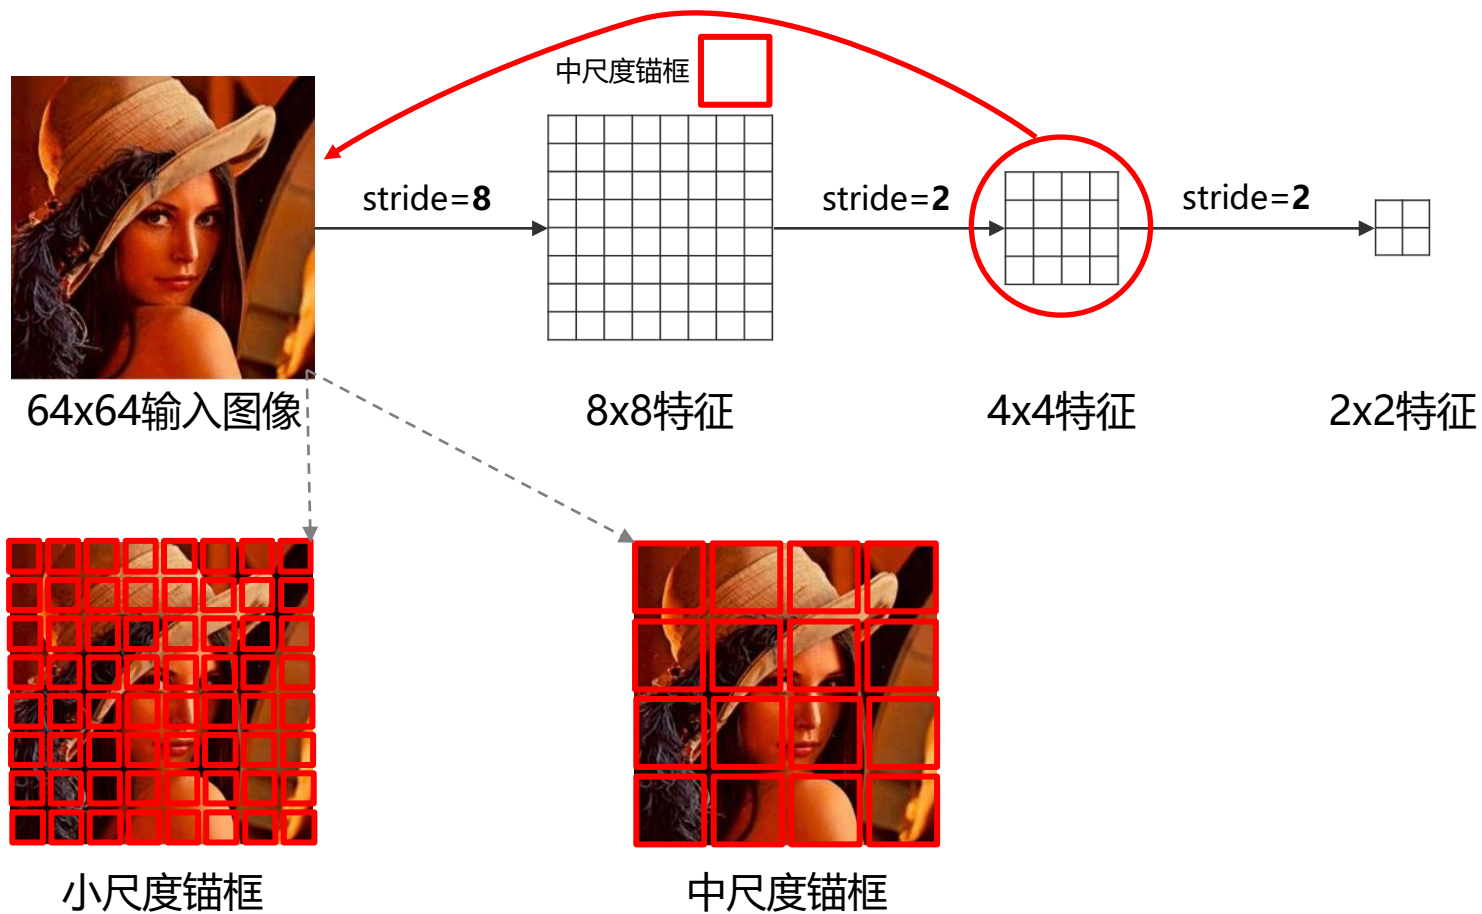 中尺度锚框
stride=8
stride=2
stride=2
64x64输入图像
8x8特征
4x4特征
2x2特征
小尺度锚框
中尺度锚框